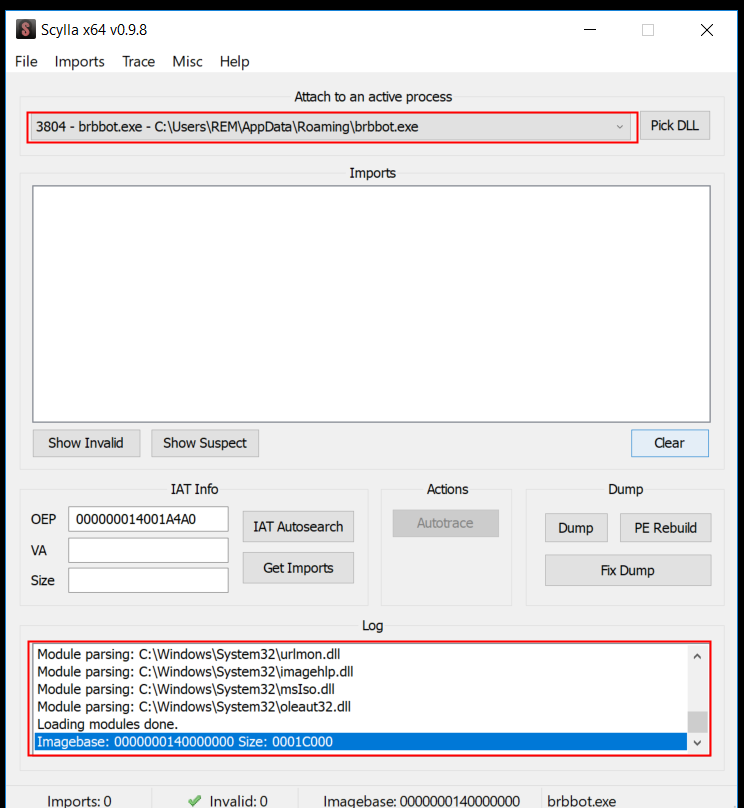 Scylla x64 v0.9.8
File Imports Trace Misc Help
Attach to an active process
3804 - brbbot.exe - C:\Users\REM\AppData\Roaming\brbbot.exe Pick DLL
Imports
Show Invalid Show Suspect Clear
IAT Info Actions Dump
OEP 000000014001A4A0 IAT Autosearch Autotrace Dump PE Rebuild
VA
Get Imports Fix Dump
Size
Log
Module parsing: C:\Windows\System32\urlmon.dll
Module parsing: C:\Windows\System32\imagehlp.dll
Module parsing: C:\Windows\System32\msIso.dll
Module parsing: C:\Windows\System32\oleaut32.dll
Loading modules done.
Imagebase: 0000000140000000 Size: 0001C000
Imports: 0 Invalid: 0 Imagebase: 0000000140000000 brbbot.exe